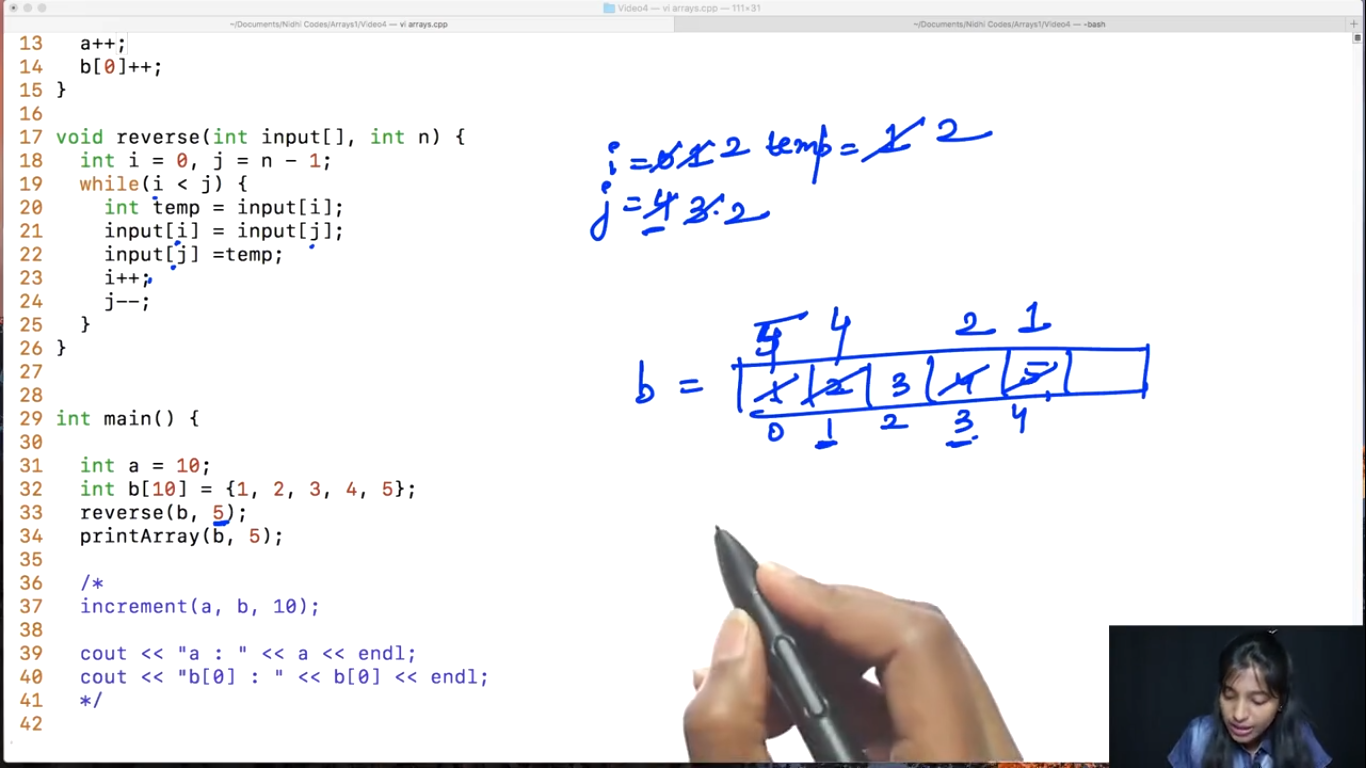 Video4 — vi arrays.cpp — 111×31
~/Documents/Nidhi Codes/Arrays1/Video4 — vi arrays.cpp
~/Documents/Nidhi Codes/Arrays1/Video4 — -bash
13 a++;
14 b[0]++;
15 }
16
17 void reverse(int input[], int n) {
18 int i = 0, j = n - 1;
19 while(i < j) {
20 int temp = input[i];
21 input[i] = input[j];
22 input[j] =temp;
23 i++;
24 j--;
25 }
26 }
27
28
29 int main() {
30
31 int a = 10;
32 int b[10] = {1, 2, 3, 4, 5};
33 reverse(b, 5);
34 printArray(b, 5);
35
36 /*
37 increment(a, b, 10);
38
39 cout << "a : " << a << endl;
40 cout << "b[0] : " << b[0] << endl;
41 */
42
i = 0 1 2 temp = 1 2
j = 4 3 2
5 4 2 1
b = 1 2 3 4 5
0 1 2 3 4